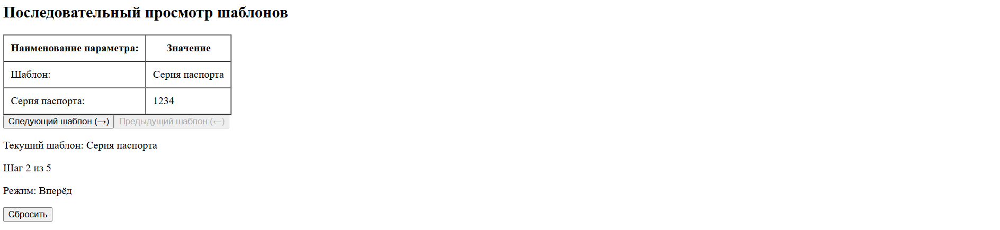 Последовательный просмотр шаблонов
Наименование параметра: Значение
Шаблон: Серия паспорта
Серия паспорта: 1234
Следующий шаблон (→) Предыдущий шаблон (←)
Текущий шаблон: Серия паспорта
Шаг 2 из 5
Режим: Вперёд
Сбросить